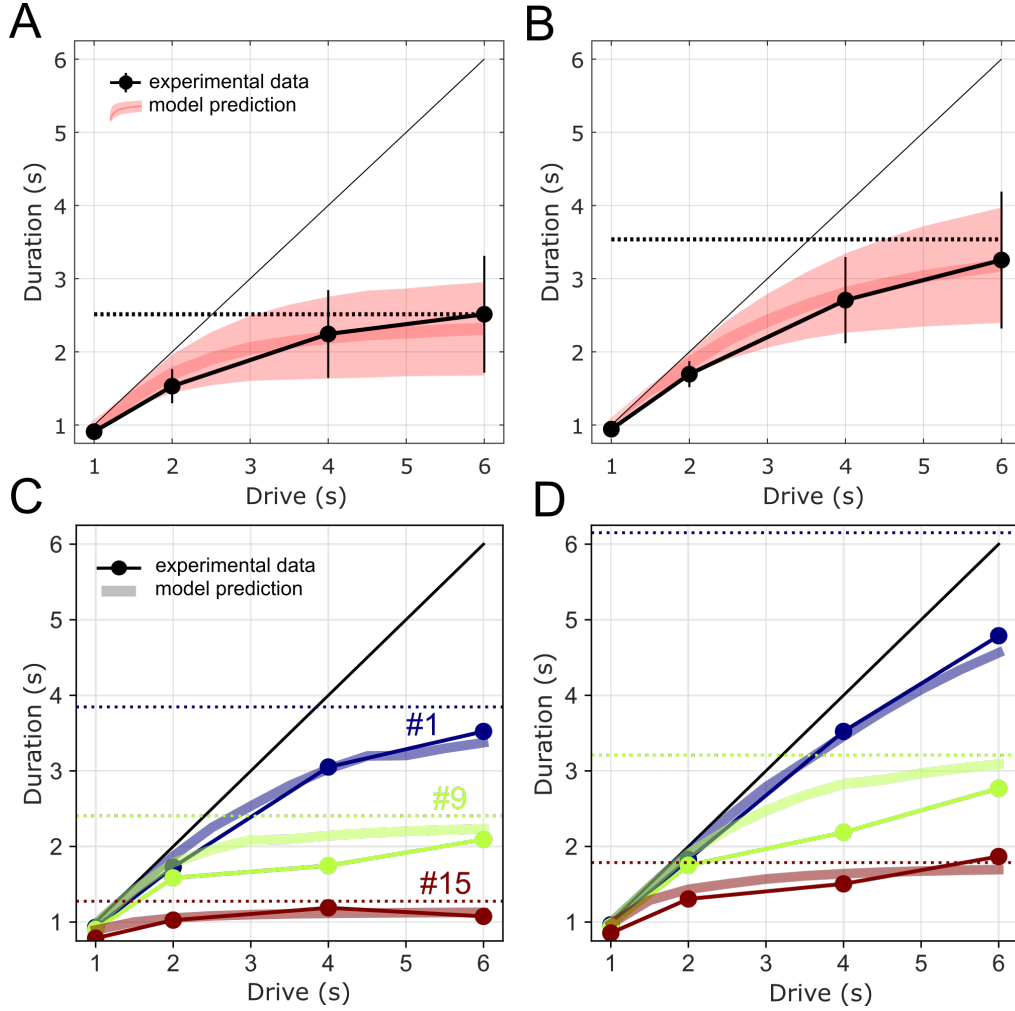 A
B
6
5
4
3
2
1
experimental data
model prediction
Duration (s)
1 2 3 4 5 6
Drive (s)
6
5
4
3
2
1
Duration (s)
1 2 3 4 5 6
Drive (s)
C
D
6
5
4
3
2
1
experimental data
model prediction
#1
#9
#15
Duration (s)
1 2 3 4 5 6
Drive (s)
6
5
4
3
2
1
Duration (s)
1 2 3 4 5 6
Drive (s)